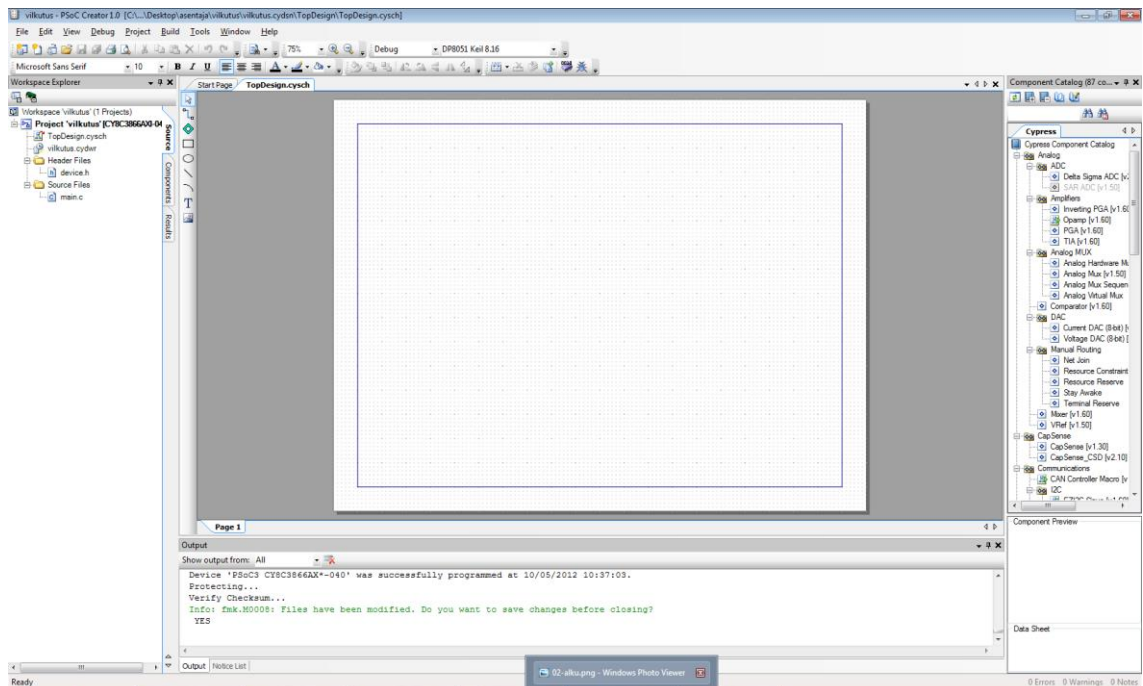 vilkutus - PSoC Creator 1.0 [C:\...\Desktop\asentaja\vilkutus\vilkutus.cydsn\TopDesign\TopDesign.cysch]
File Edit View Debug Project Build Tools Window Help
75% Debug DP8051 Keil 8.16
Microsoft Sans Serif 10 B I U A
Workspace Explorer
Workspace 'vilkutus' (1 Projects)
Project 'vilkutus' [CY8C3866AXI-04
TopDesign.cysch
vilkutus.cydwr
Header Files
device.h
Source Files
main.c
Source
Components
Results
Start Page TopDesign.cysch
T
Page 1
Output
Show output from: All
Device 'PSoC3 CY8C3866AX*-040' was successfully programmed at 10/05/2012 10:37:03.
Protecting...
Verify Checksum...
Info: fmk.M0008: Files have been modified. Do you want to save changes before closing?
YES
Output Notice List
Component Catalog (87 co...
Cypress
Cypress Component Catalog
Analog
ADC
Delta Sigma ADC [v2
SAR ADC [v1.50]
Amplifiers
Inverting PGA [v1.60
Opamp [v1.60]
PGA [v1.60]
TIA [v1.60]
Analog MUX
Analog Hardware Mu
Analog Mux [v1.50]
Analog Mux Sequen
Analog Virtual Mux
Comparator [v1.60]
DAC
Current DAC (8-bit) [v
Voltage DAC (8-bit) [
Manual Routing
Net Join
Resource Constraint
Resource Reserve
Stay Awake
Terminal Reserve
Mixer [v1.60]
VRef [v1.50]
CapSense
CapSense [v1.30]
CapSense_CSD [v2.10]
Communications
CAN Controller Macro [v
I2C
Component Preview
Data Sheet
02-alku.png - Windows Photo Viewer
Ready
0 Errors 0 Warnings 0 Notes